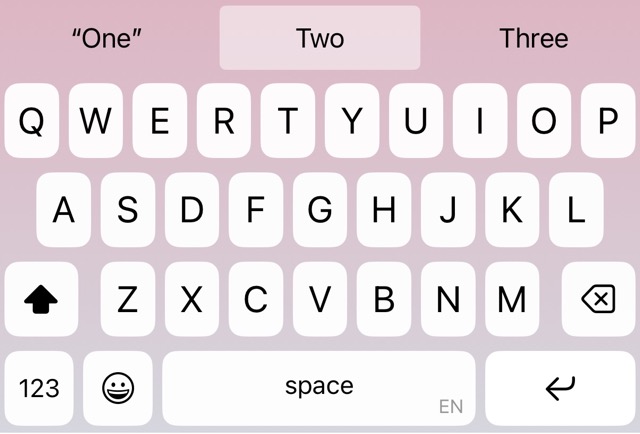 “One” Two Three
Q W E R T Y U I O P
A S D F G H J K L
Z X C V B N M
123 space EN